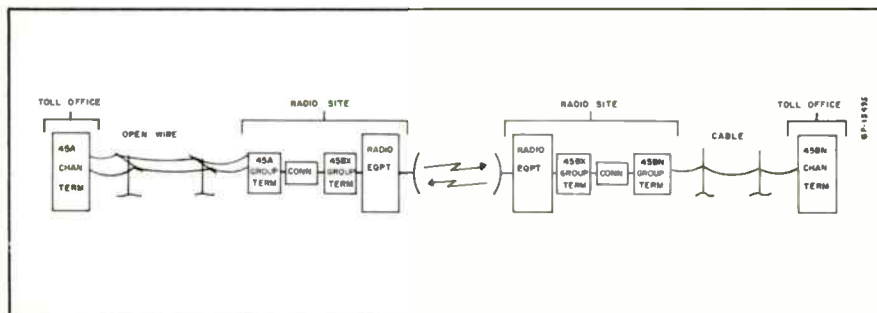 TOLL OFFICE
45A
CHAN
TERM
OPEN WIRE
RADIO SITE
45A
GROUP
TERM
CONN
45BX
GROUP
TERM
RADIO
EQPT
RADIO SITE
RADIO
EQPT
45BX
GROUP
TERM
CONN
45BN
GROUP
TERM
CABLE
TOLL OFFICE
45BN
CHAN
TERM